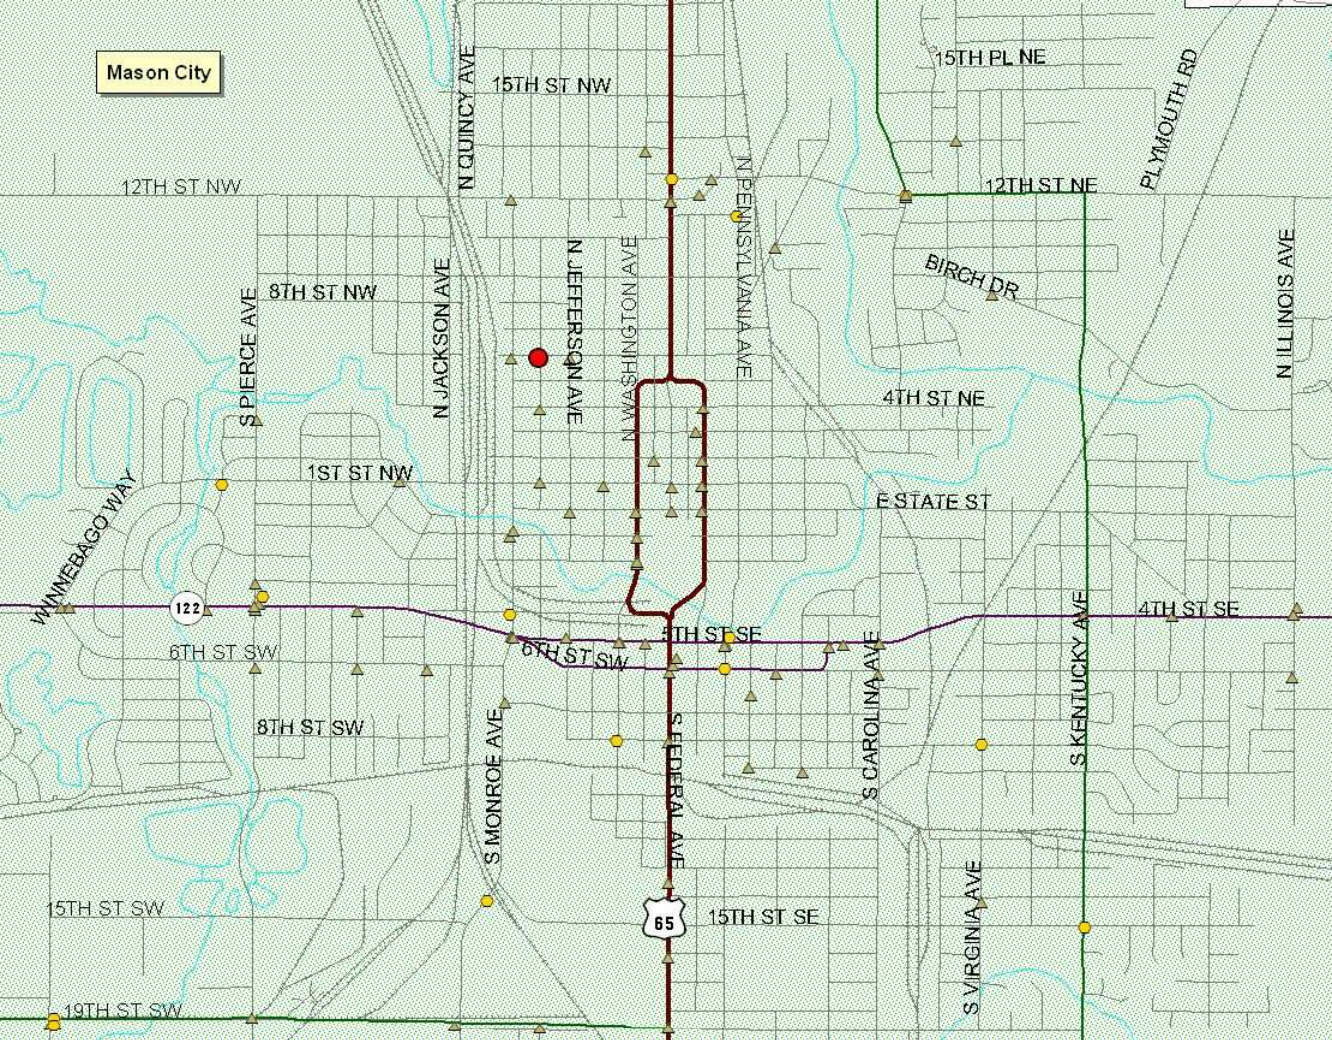 Mason City
15TH PL NE
15TH ST NW
N QUINCY AVE
PLYMOUTH RD
12TH ST NW
12TH ST NE
N PENNSYLVANIA AVE
N JEFFERSON AVE
N WASHINGTON AVE
N ILLINOIS AVE
BIRCH DR
8TH ST NW
N JACKSON AVE
S PIERCE AVE
4TH ST NE
1ST ST NW
E STATE ST
WINNEBAGO WAY
122
4TH ST SE
5TH ST SE
6TH ST SW
6TH ST SW
S CAROLINA AVE
S KENTUCKY AVE
8TH ST SW
S MONROE AVE
S FEDERAL AVE
S VIRGINIA AVE
15TH ST SW
65
15TH ST SE
19TH ST SW